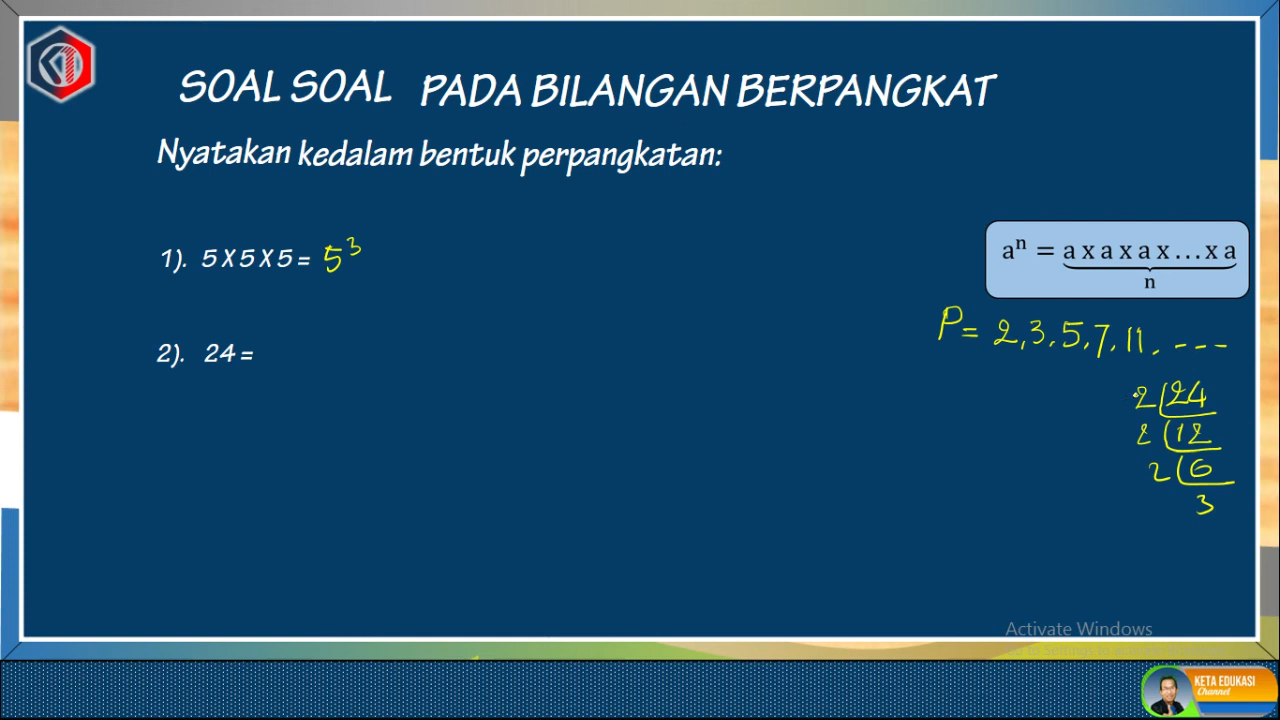 SOAL SOAL PADA BILANGAN BERPANGKAT
Nyatakan kedalam bentuk perpangkatan:
1). 5 X 5 X 5 = 5³
2). 24 =
aⁿ = a x a x a x ... x a
n
P = 2, 3, 5, 7, 11, ---
2 24
2 12
2 6
3
Activate Windows
KETA EDUKASI
Channel